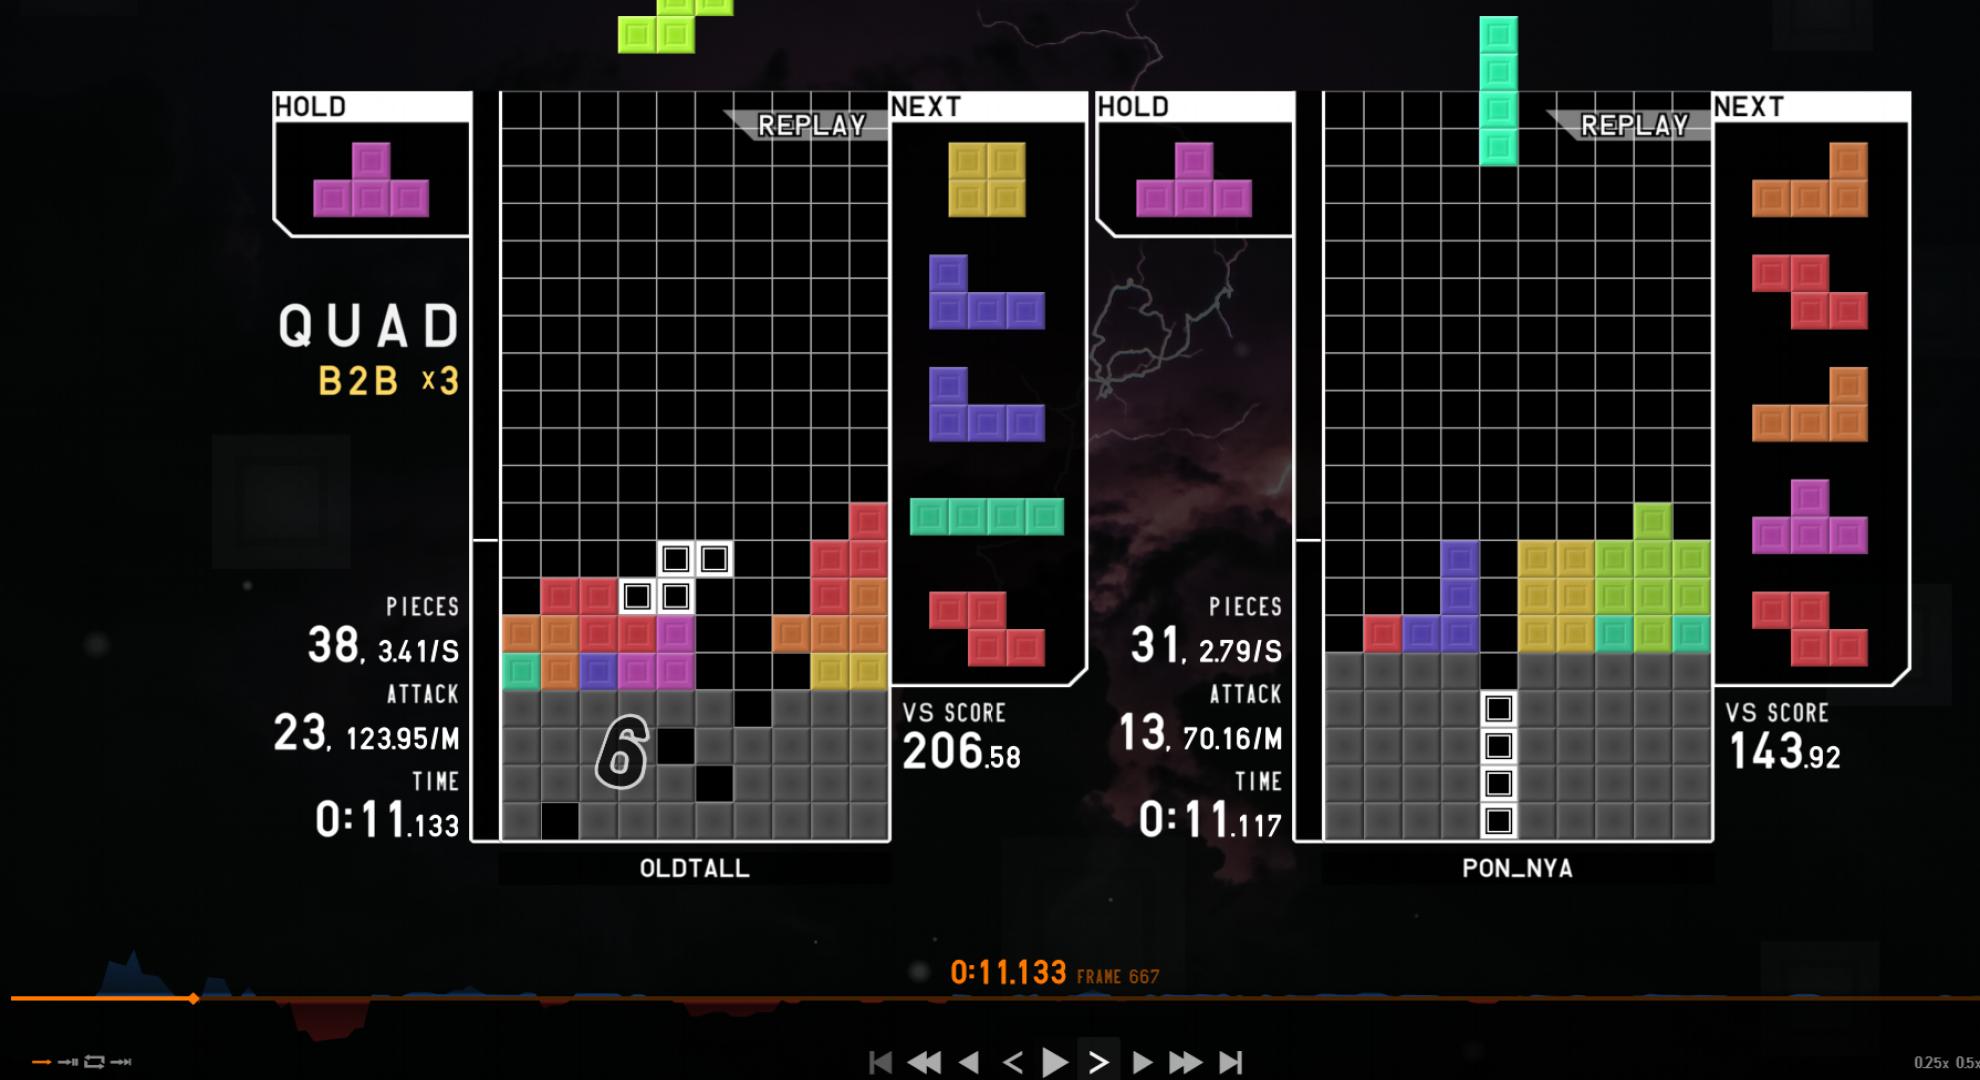 HOLD
REPLAY
NEXT
QUAD
B2B ×3
6
PIECES
38, 3.41/S
ATTACK
23, 123.95/M
TIME
0:11.133
VS SCORE
206.58
OLDTALL
HOLD
REPLAY
NEXT
PIECES
31, 2.79/S
ATTACK
13, 70.16/M
TIME
0:11.117
VS SCORE
143.92
PON_NYA
0:11.133 FRAME 667
0.25x 0.5x